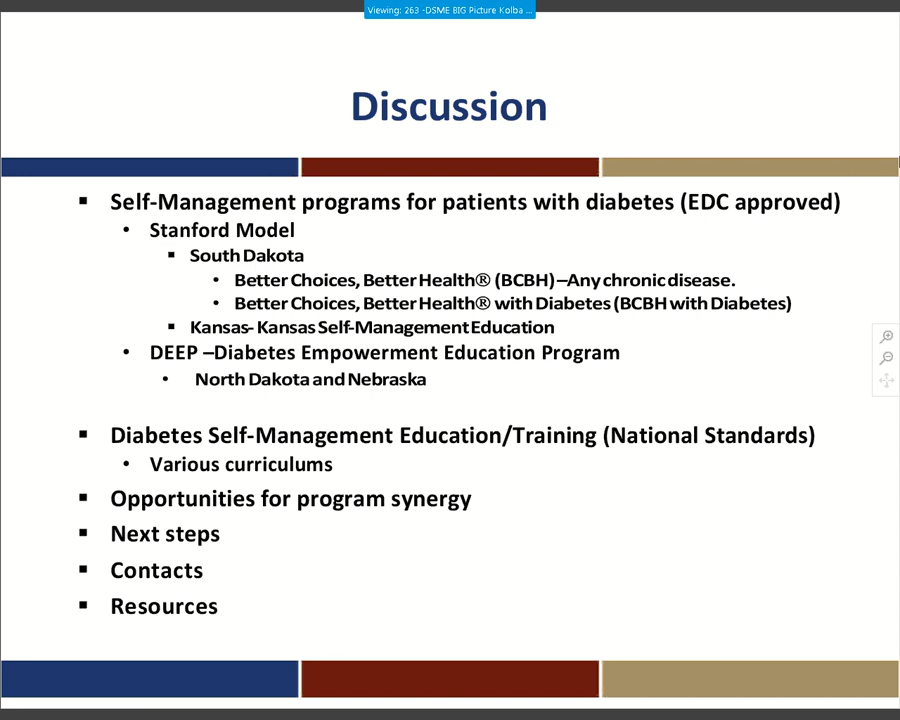 Viewing: 263 -DSME BIG Picture Kolba ...
Discussion
▪ Self-Management programs for patients with diabetes (EDC approved)
• Stanford Model
▪ South Dakota
• Better Choices, Better Health® (BCBH) –Any chronic disease.
• Better Choices, Better Health® with Diabetes (BCBH with Diabetes)
▪ Kansas- Kansas Self-Management Education
• DEEP –Diabetes Empowerment Education Program
• North Dakota and Nebraska
▪ Diabetes Self-Management Education/Training (National Standards)
• Various curriculums
▪ Opportunities for program synergy
▪ Next steps
▪ Contacts
▪ Resources